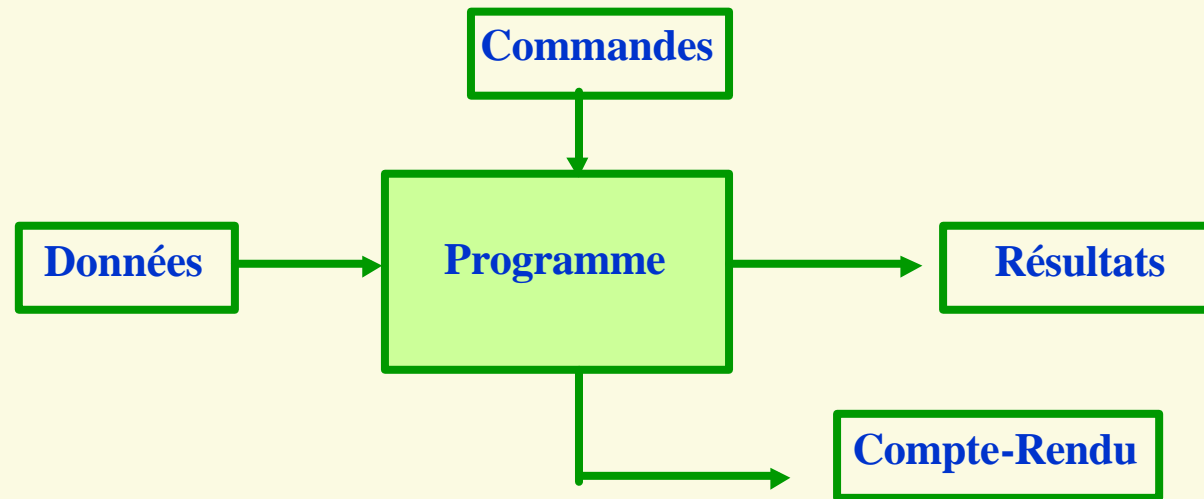 Commandes
Données
Programme
Résultats
Compte-Rendu